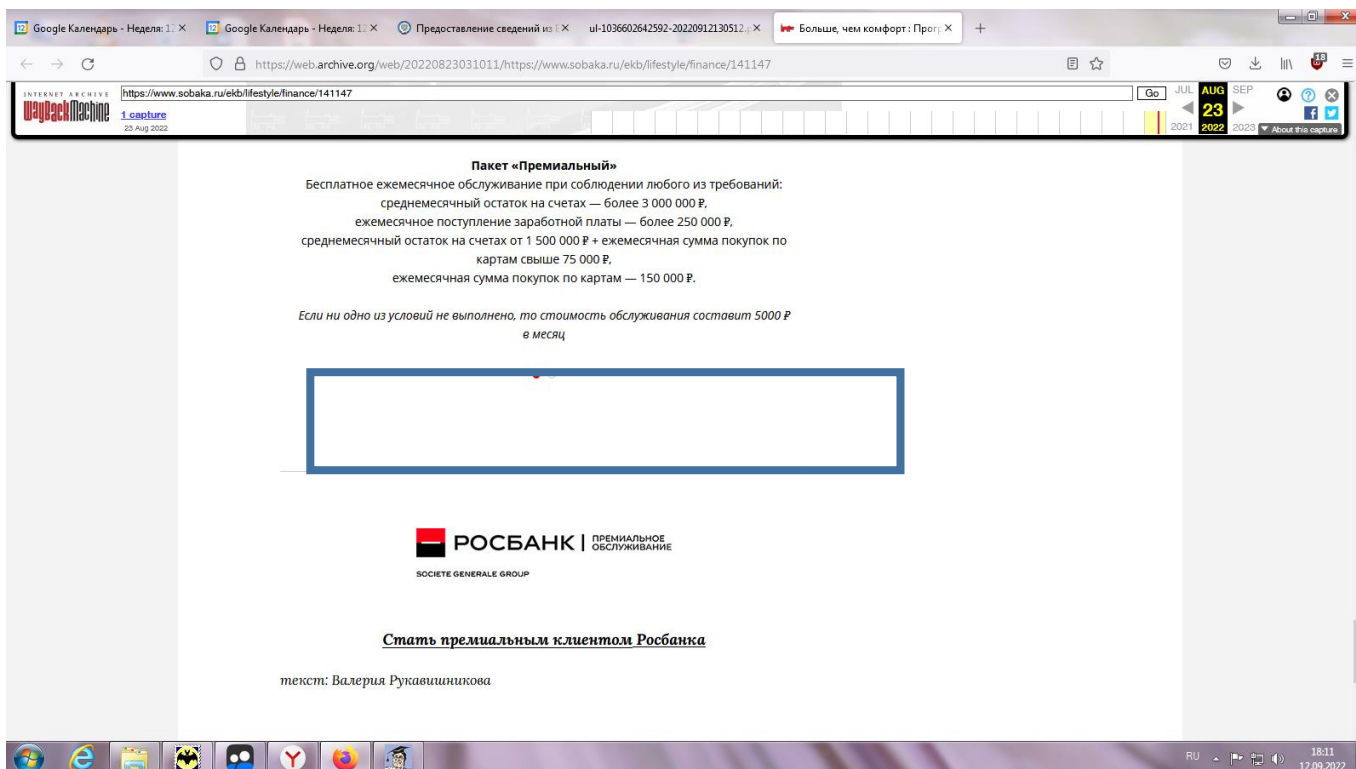 Google Календарь - Неделя: 12
Google Календарь - Неделя: 12
Предоставление сведений из Е
ul-1036602642592-20220912130512.
Больше, чем комфорт : Прогр
https://web.archive.org/web/20220823031011/https://www.sobaka.ru/ekb/lifestyle/finance/141147
18
INTERNET ARCHIVE
WayBackMachine
https://www.sobaka.ru/ekb/lifestyle/finance/141147
Go
1 capture
23 Aug 2022
JUL AUG SEP
23
2021 2022 2023
About this capture
Пакет «Премиальный»
Бесплатное ежемесячное обслуживание при соблюдении любого из требований:
среднемесячный остаток на счетах — более 3 000 000 ₽,
ежемесячное поступление заработной платы — более 250 000 ₽,
среднемесячный остаток на счетах от 1 500 000 ₽ + ежемесячная сумма покупок по
картам свыше 75 000 ₽,
ежемесячная сумма покупок по картам — 150 000 ₽.
Если ни одно из условий не выполнено, то стоимость обслуживания составит 5000 ₽
в месяц
РОСБАНК | ПРЕМИАЛЬНОЕ
ОБСЛУЖИВАНИЕ
SOCIETE GENERALE GROUP
Стать премиальным клиентом Росбанка
текст: Валерия Рукавишникова
RU
18:11
12.09.2022